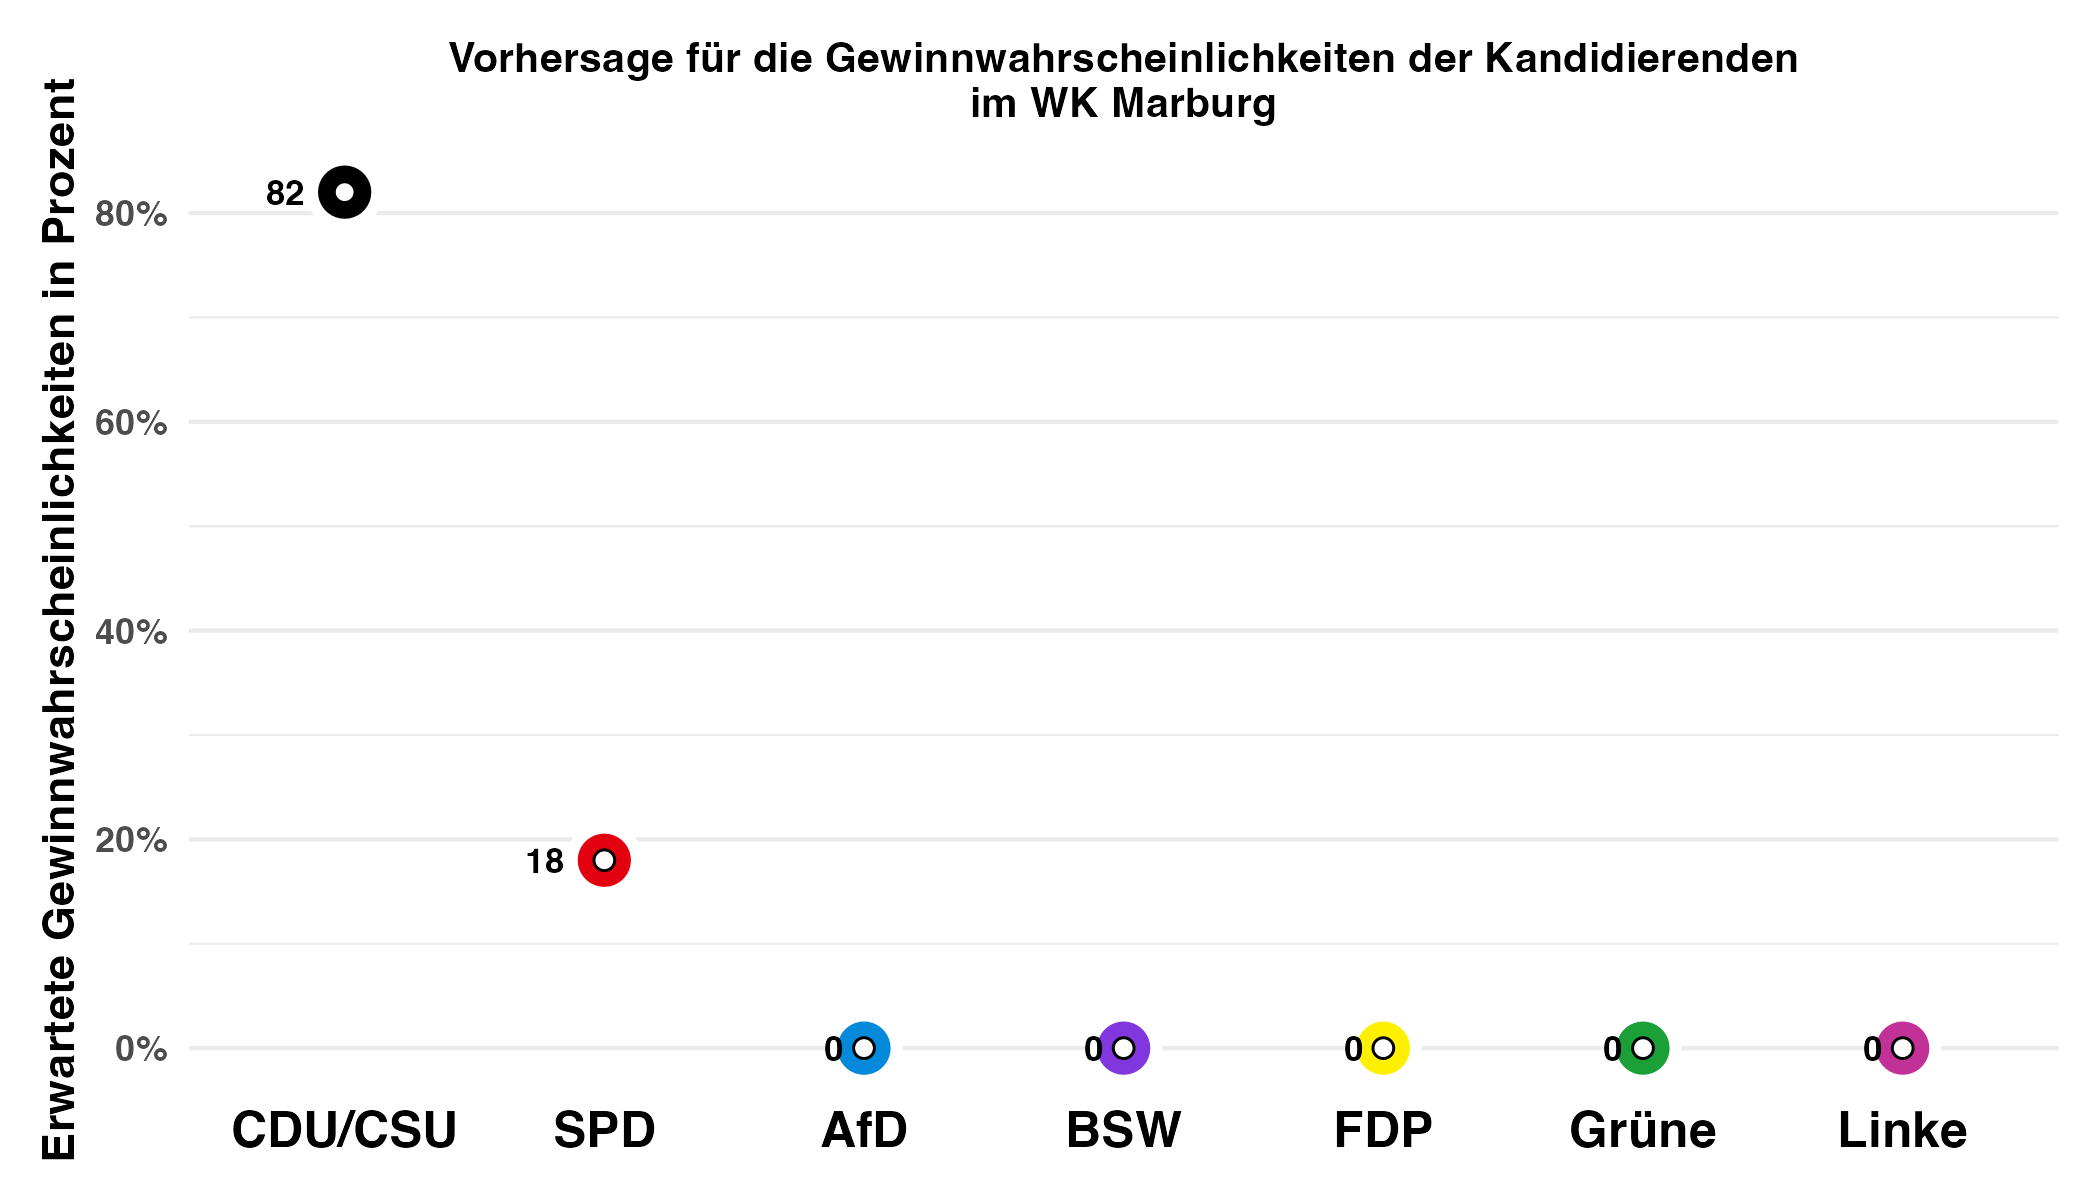 Vorhersage für die Gewinnwahrscheinlichkeiten der Kandidierenden
im WK Marburg
Erwartete Gewinnwahrscheinlichkeiten in Prozent
80%
60%
40%
20%
0%
82
18
0
0
0
0
0
CDU/CSU
SPD
AfD
BSW
FDP
Grüne
Linke